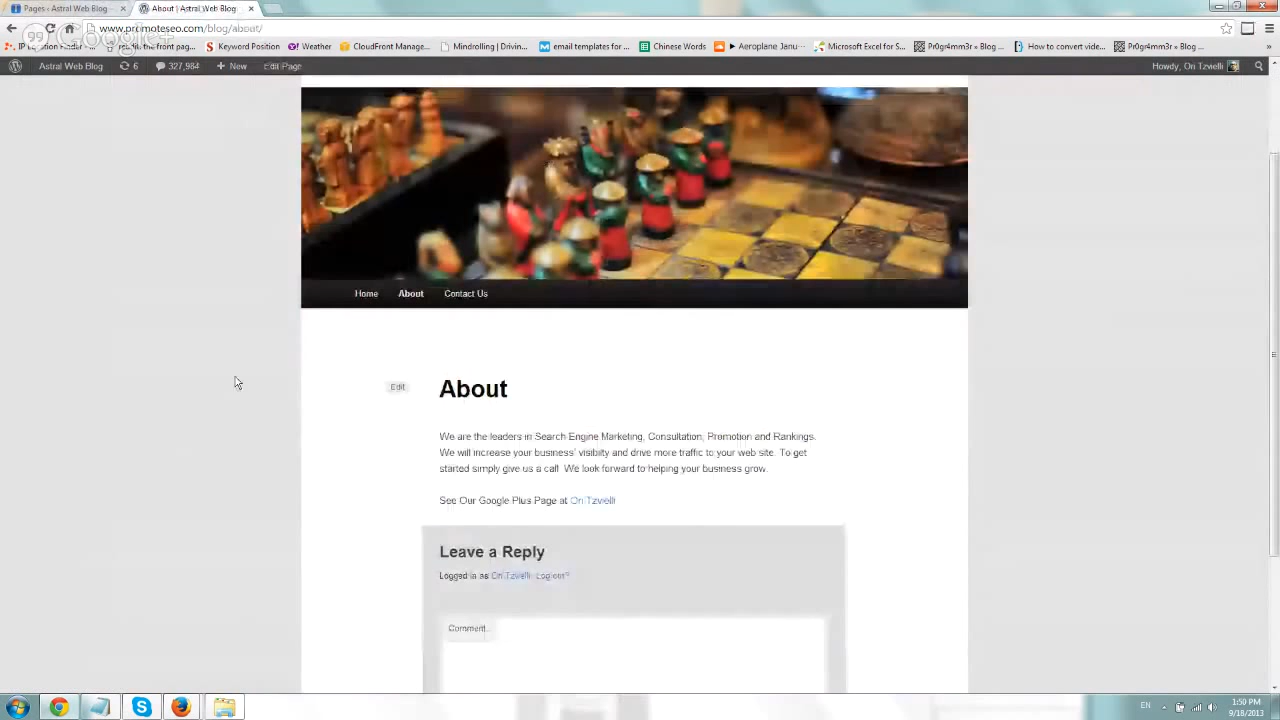 Pages ‹ Astral Web Blog
About | Astral Web Blog
www.promoteseo.com/blog/about/
the front pag...
Keyword Position
Weather
CloudFront Manage...
Mindrolling | Drivin...
email templates for ...
Chinese Words
► Aeroplane Janu...
Microsoft Excel for S...
Pr0gr4mm3r » Blog ...
How to convert vide...
Pr0gr4mm3r » Blog ...
Astral Web Blog
6
327,984
+ New
Edit Page
Howdy, Ori Tzvielli
Home
About
Contact Us
Edit
About
We are the leaders in Search Engine Marketing, Consultation, Promotion and Rankings.
We will increase your business' visibility and drive more traffic to your web site. To get
started simply give us a call. We look forward to helping your business grow.
See Our Google Plus Page at Ori Tzvielli
Leave a Reply
Logged in as Ori Tzvielli. Log out?
Comment...
EN
1:50 PM
9/18/2013